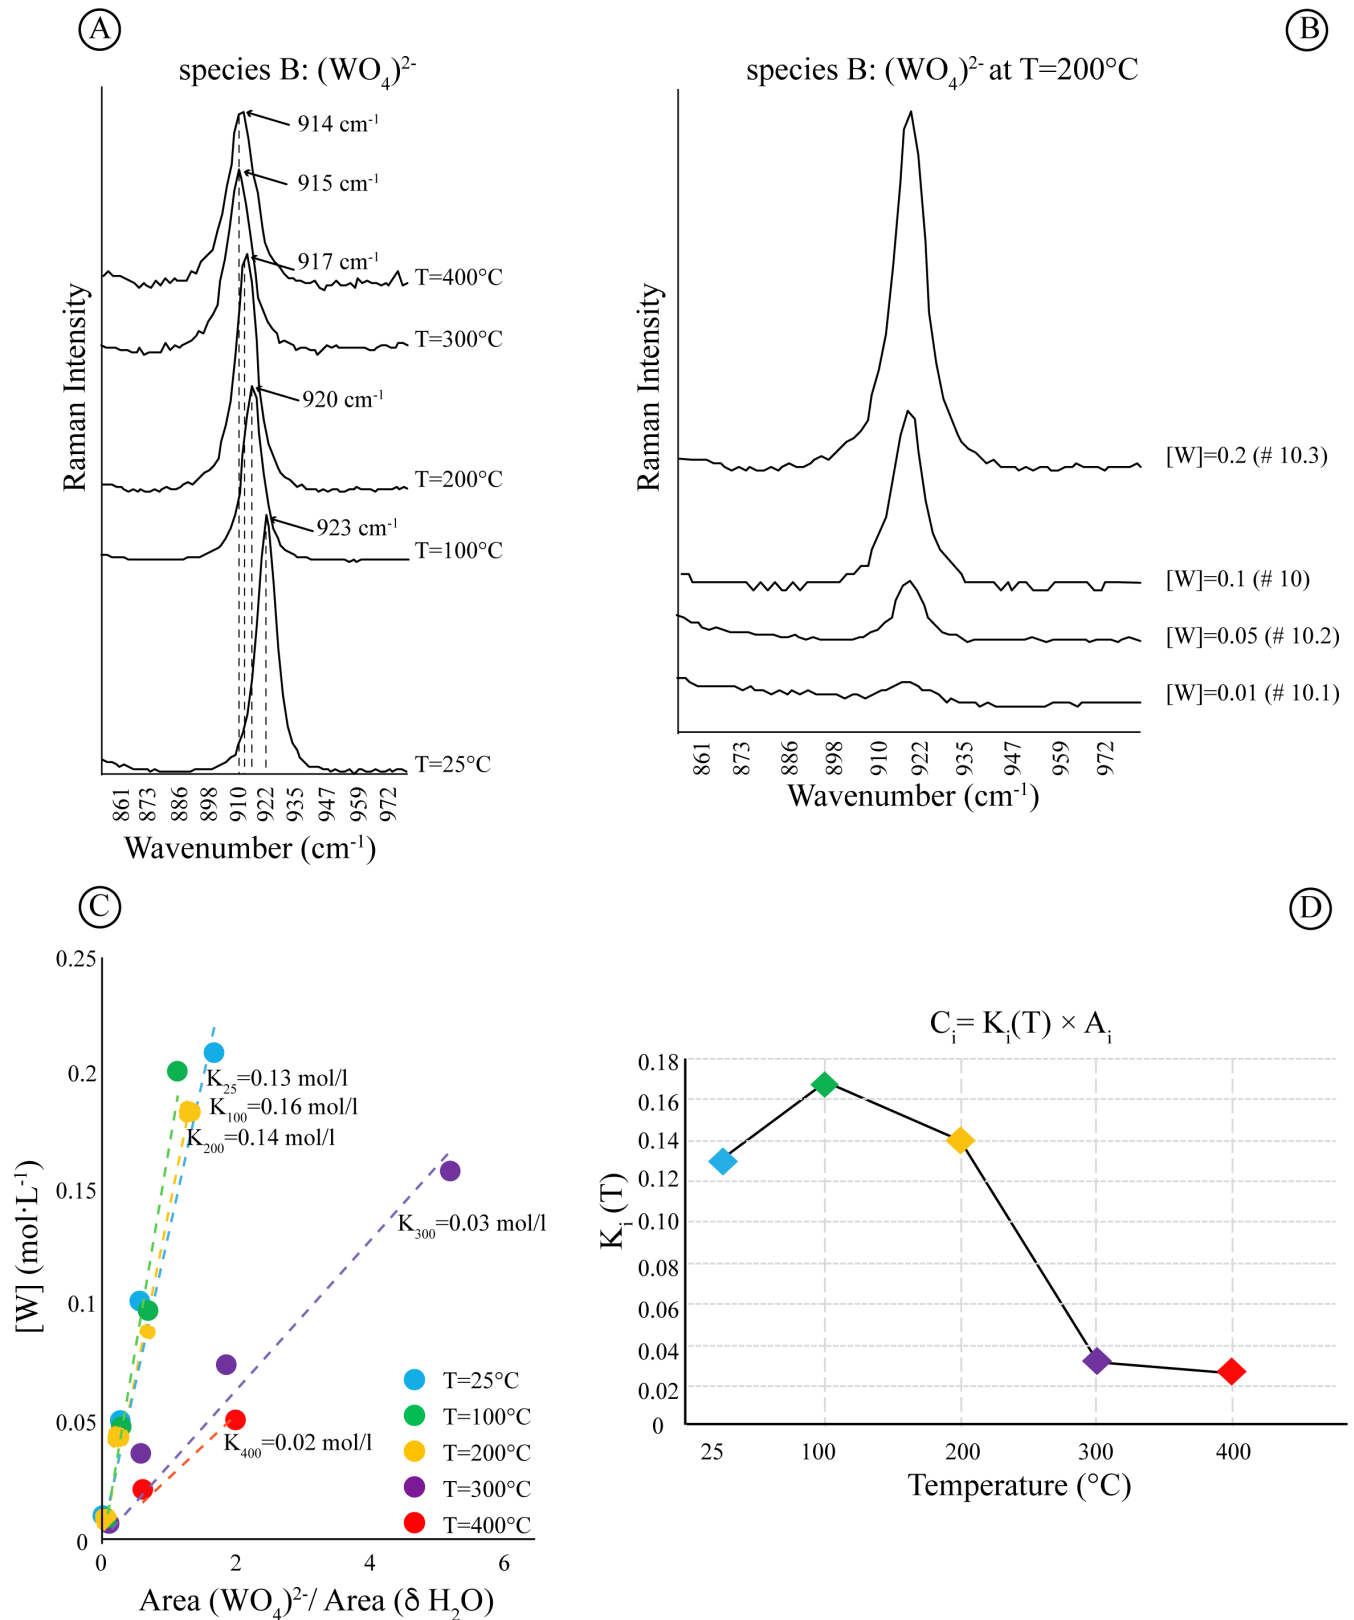 A
species B: (WO4)2-
914 cm-1
915 cm-1
917 cm-1
T=400°C
T=300°C
920 cm-1
T=200°C
923 cm-1
T=100°C
T=25°C
Raman Intensity
861 873 886 898 910 922 935 947 959 972
Wavenumber (cm-1)
B
species B: (WO4)2- at T=200°C
[W]=0.2 (# 10.3)
[W]=0.1 (# 10)
[W]=0.05 (# 10.2)
[W]=0.01 (# 10.1)
Raman Intensity
861 873 886 898 910 922 935 947 959 972
Wavenumber (cm-1)
C
0.25
0.2
0.15
0.1
0.05
0
[W] (mol·L-1)
K25=0.13 mol/l
K100=0.16 mol/l
K200=0.14 mol/l
K300=0.03 mol/l
K400=0.02 mol/l
T=25°C
T=100°C
T=200°C
T=300°C
T=400°C
0 2 4 6
Area (WO4)2-/ Area (δ H2O)
D
Ci= Ki(T) × Ai
0.18
0.16
0.14
0.12
0.10
0.08
0.06
0.04
0.02
0
Ki (T)
25 100 200 300 400
Temperature (°C)